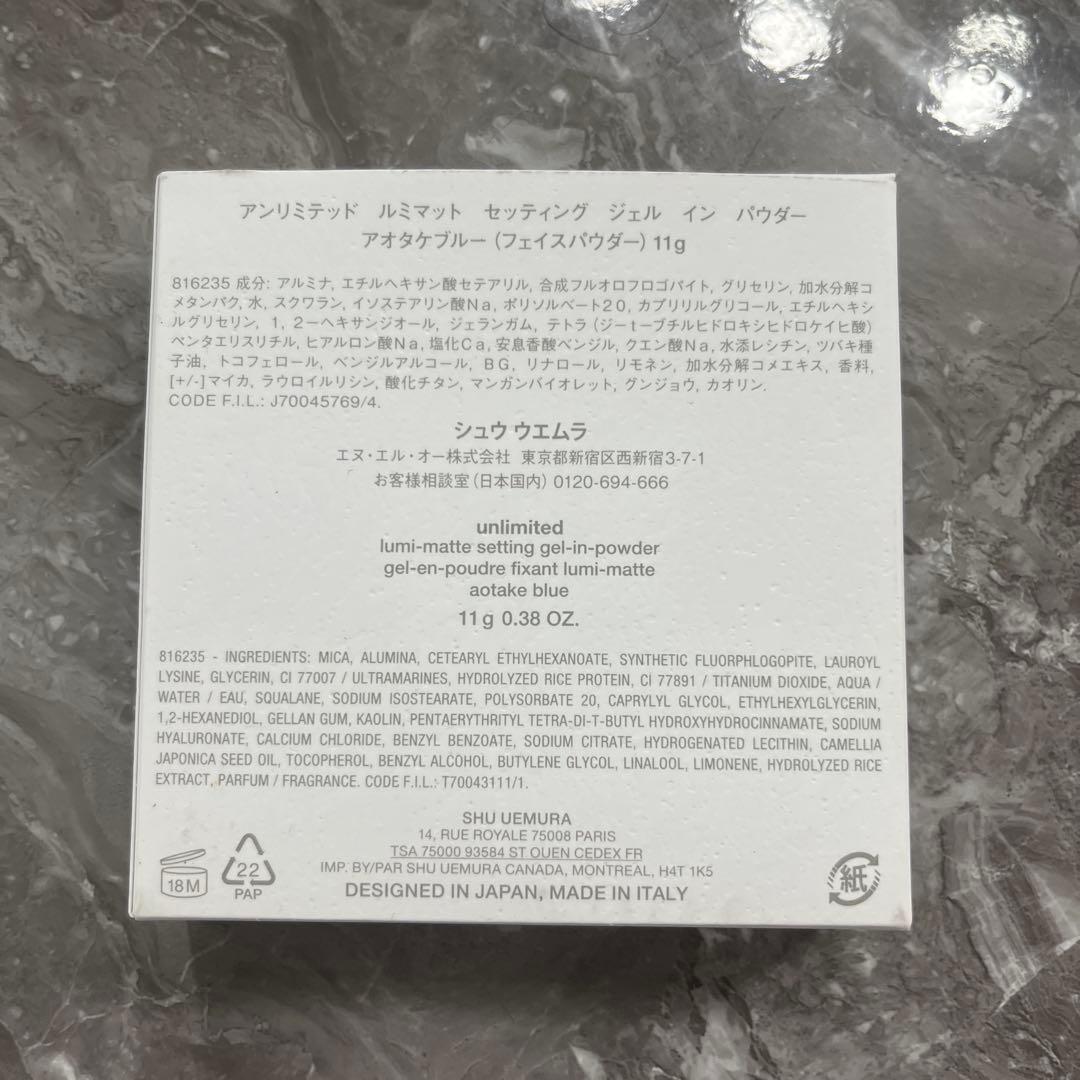 アンリミテッド ルミマット セッティング ジェル イン パウダー
アオタケブルー（フェイスパウダー）11g
816235 成分: アルミナ, エチルヘキサン酸セテアリル, 合成フルオロフロゴパイト, グリセリン, 加水分解コ
メタンパク, 水, スクワラン, イソステアリン酸Na, ポリソルベート20, カプリリルグリコール, エチルヘキシ
ルグリセリン, 1, 2－ヘキサンジオール, ジェランガム, テトラ（ジーtーブチルヒドロキシヒドロケイヒ酸）
ペンタエリスリチル, ヒアルロン酸Na, 塩化Ca, 安息香酸ベンジル, クエン酸Na, 水添レシチン, ツバキ種
子油, トコフェロール, ベンジルアルコール, BG, リナロール, リモネン, 加水分解コメエキス, 香料,
[+/-]マイカ, ラウロイルリシン, 酸化チタン, マンガンバイオレット, グンジョウ, カオリン.
CODE F.I.L.: J70045769/4.
シュウ ウエムラ
エヌ・エル・オー株式会社 東京都新宿区西新宿3-7-1
お客様相談室（日本国内）0120-694-666
unlimited
lumi-matte setting gel-in-powder
gel-en-poudre fixant lumi-matte
aotake blue
11g 0.38 OZ.
816235 - INGREDIENTS: MICA, ALUMINA, CETEARYL ETHYLHEXANOATE, SYNTHETIC FLUORPHLOGOPITE, LAUROYL
LYSINE, GLYCERIN, CI 77007 / ULTRAMARINES, HYDROLYZED RICE PROTEIN, CI 77891 / TITANIUM DIOXIDE, AQUA /
WATER / EAU, SQUALANE, SODIUM ISOSTEARATE, POLYSORBATE 20, CAPRYLYL GLYCOL, ETHYLHEXYLGLYCERIN,
1,2-HEXANEDIOL, GELLAN GUM, KAOLIN, PENTAERYTHRITYL TETRA-DI-T-BUTYL HYDROXYHYDROCINNAMATE, SODIUM
HYALURONATE, CALCIUM CHLORIDE, BENZYL BENZOATE, SODIUM CITRATE, HYDROGENATED LECITHIN, CAMELLIA
JAPONICA SEED OIL, TOCOPHEROL, BENZYL ALCOHOL, BUTYLENE GLYCOL, LINALOOL, LIMONENE, HYDROLYZED RICE
EXTRACT, PARFUM / FRAGRANCE. CODE F.I.L.: T70043111/1.
SHU UEMURA
14, RUE ROYALE 75008 PARIS
TSA 75000 93584 ST OUEN CEDEX FR
IMP. BY/PAR SHU UEMURA CANADA, MONTREAL, H4T 1K5
DESIGNED IN JAPAN, MADE IN ITALY
18M
22
PAP
紙